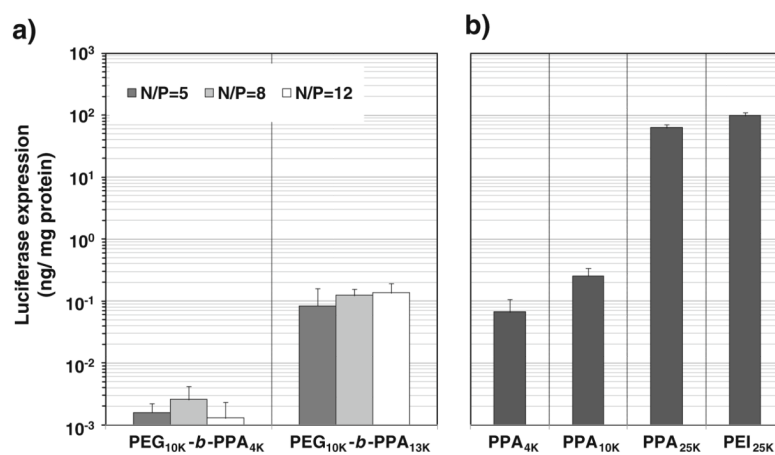 a)
b)
Luciferase expression
(ng/ mg protein)
10³
10²
10¹
10⁰
10⁻¹
10⁻²
10⁻³
N/P=5 N/P=8 N/P=12
PEG₁₀ₖ-b-PPA₄ₖ PEG₁₀ₖ-b-PPA₁₃ₖ
PPA₄ₖ PPA₁₀ₖ PPA₂₅ₖ PEI₂₅ₖ